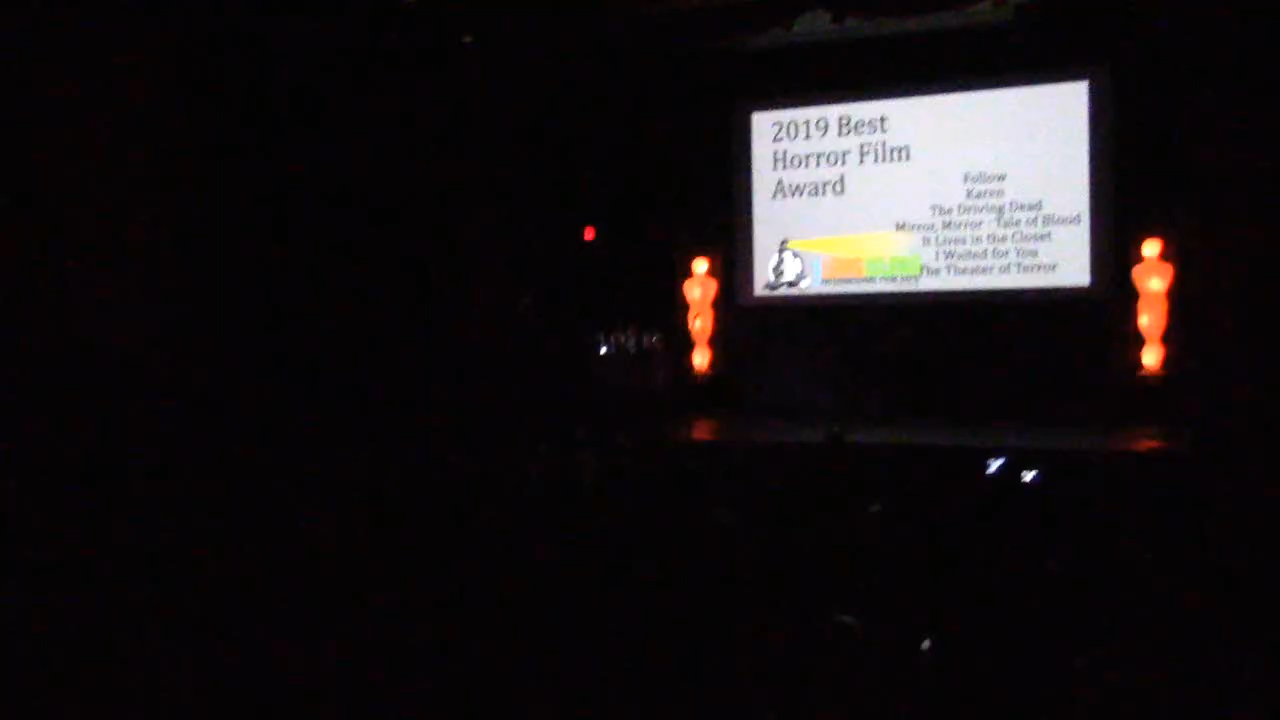 2019 Best
Horror Film
Award
Follow
Karen
The Driving Dead
Mirror, Mirror : Tale of Blood
It Lives in the Closet
I Waited for You
The Theater of Terror